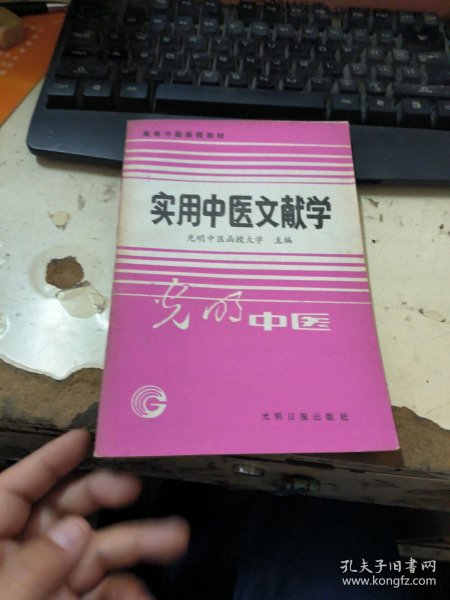 高等中医函授教材
实用中医文献学
光明中医函授大学 主编
光明中医
光明日报出版社
孔夫子旧书网
www.kongfz.com